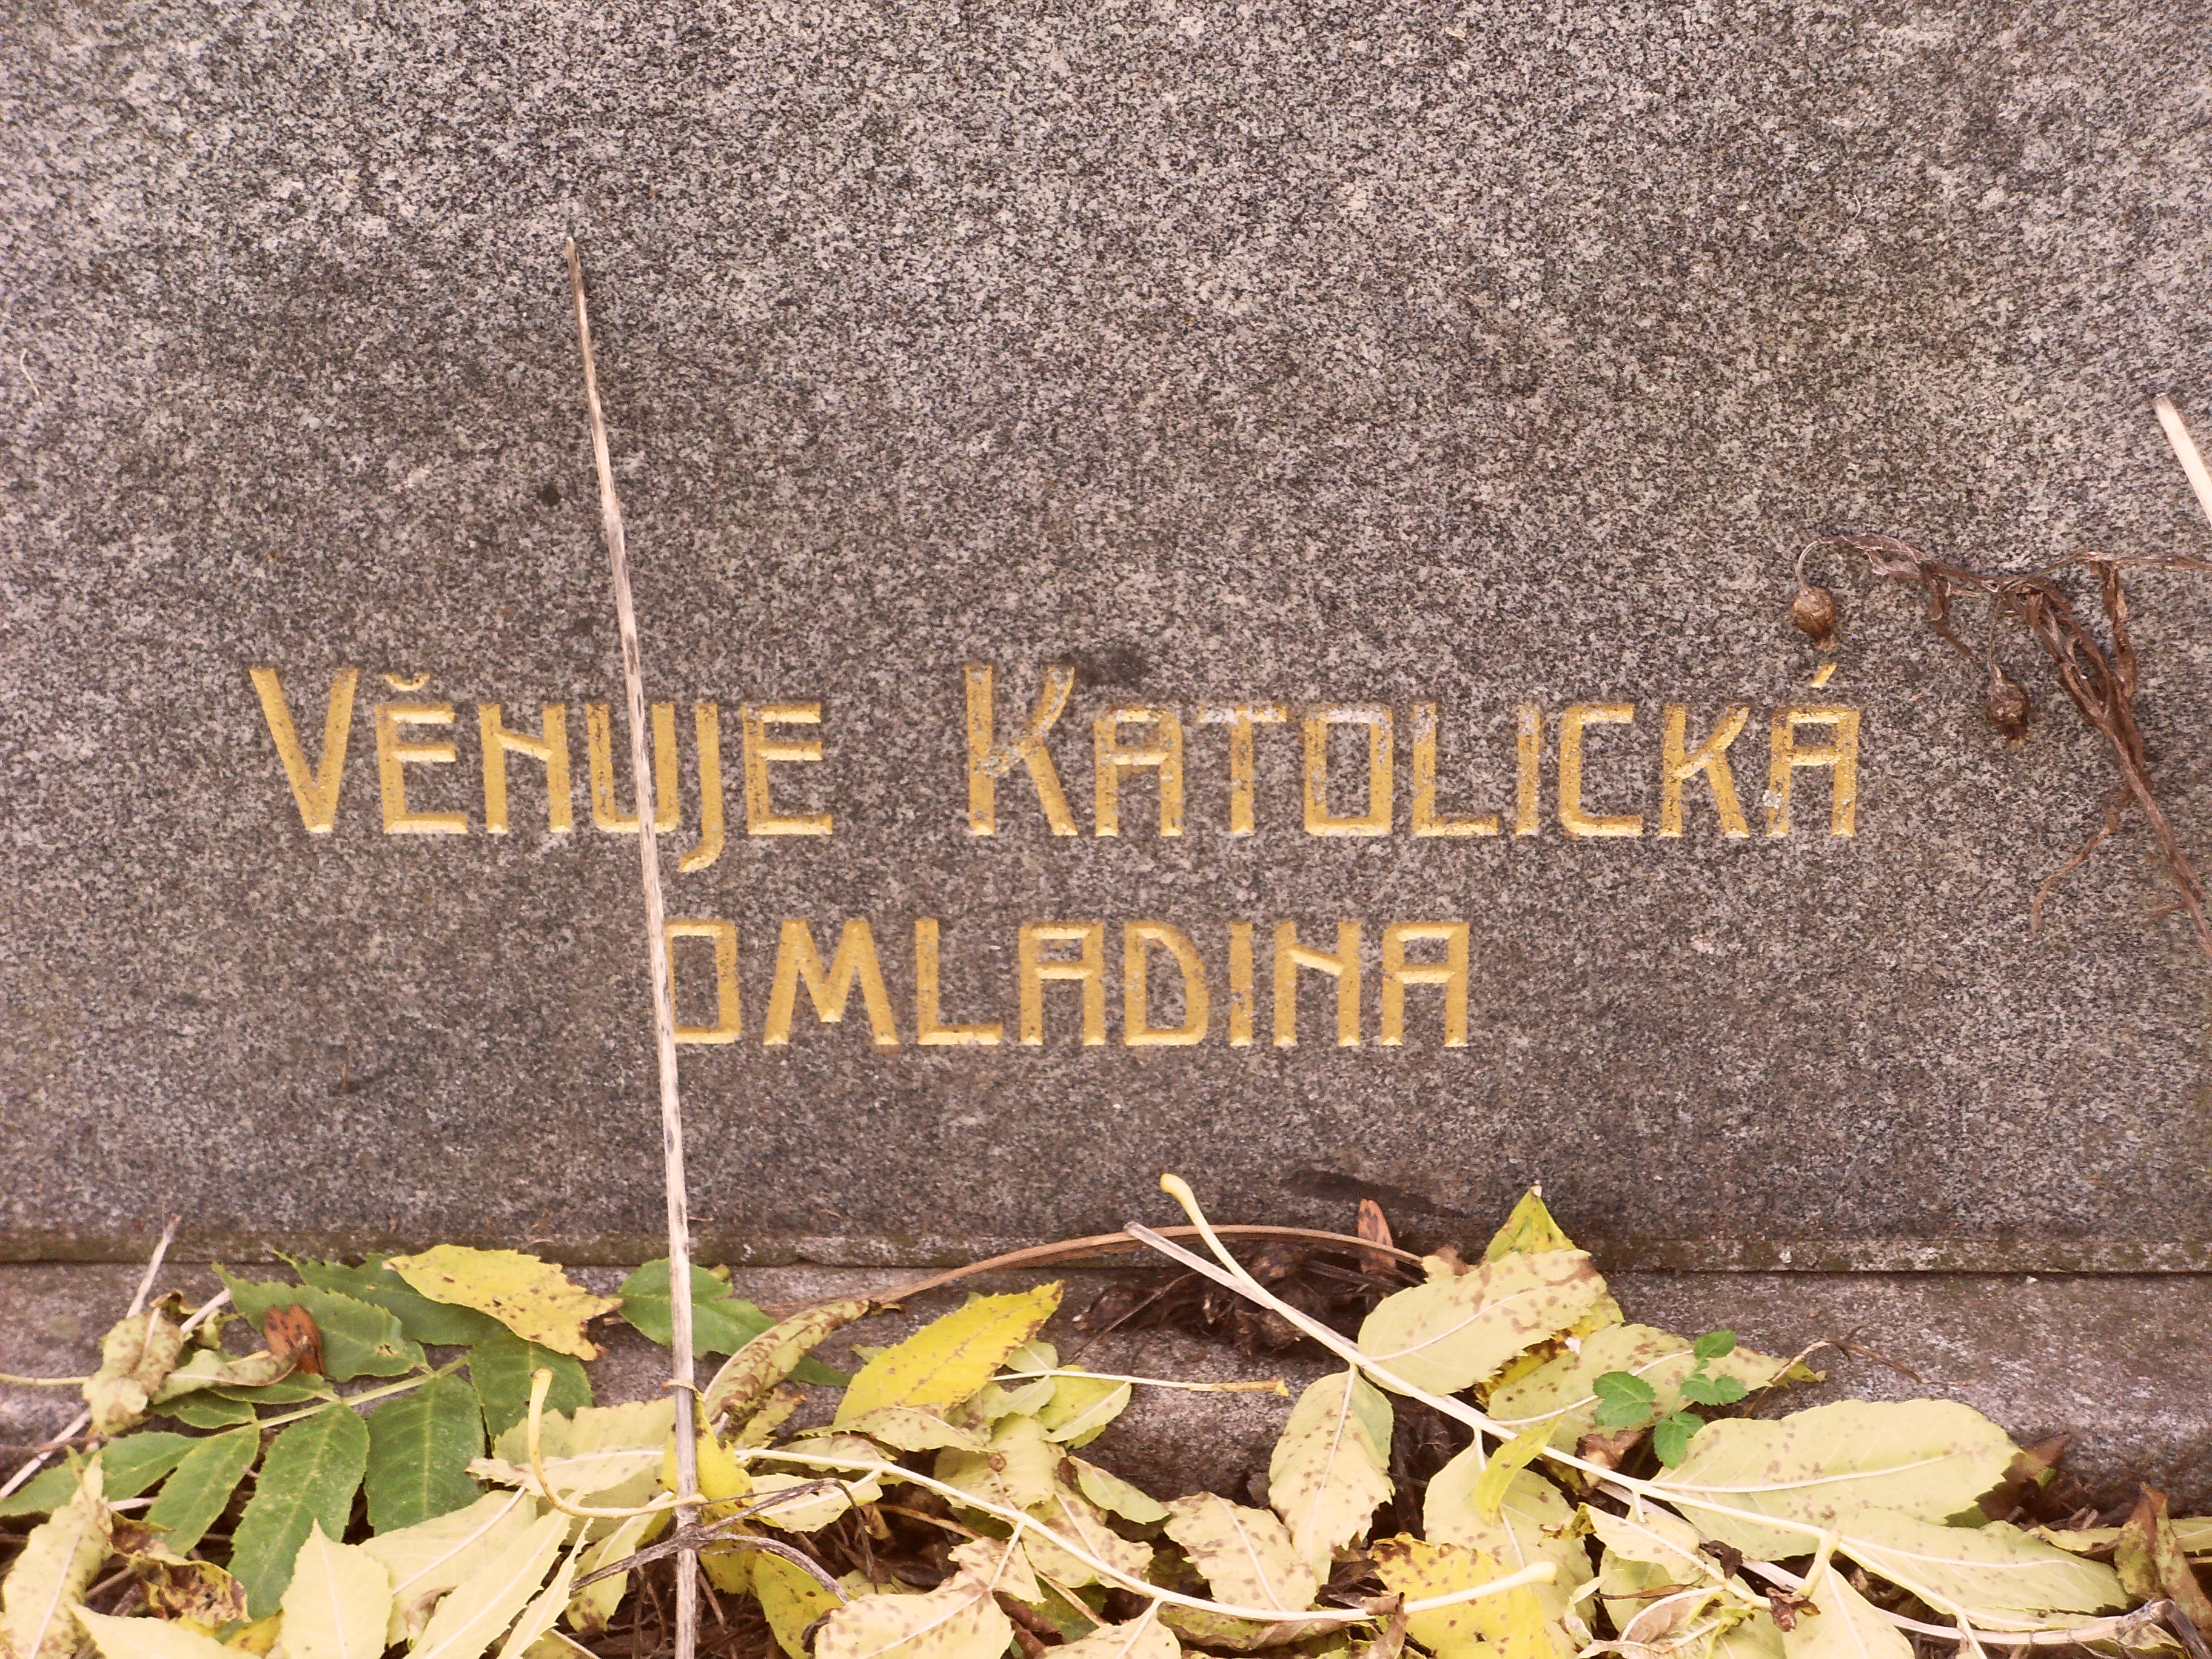 Věnuje Katolická
omladina